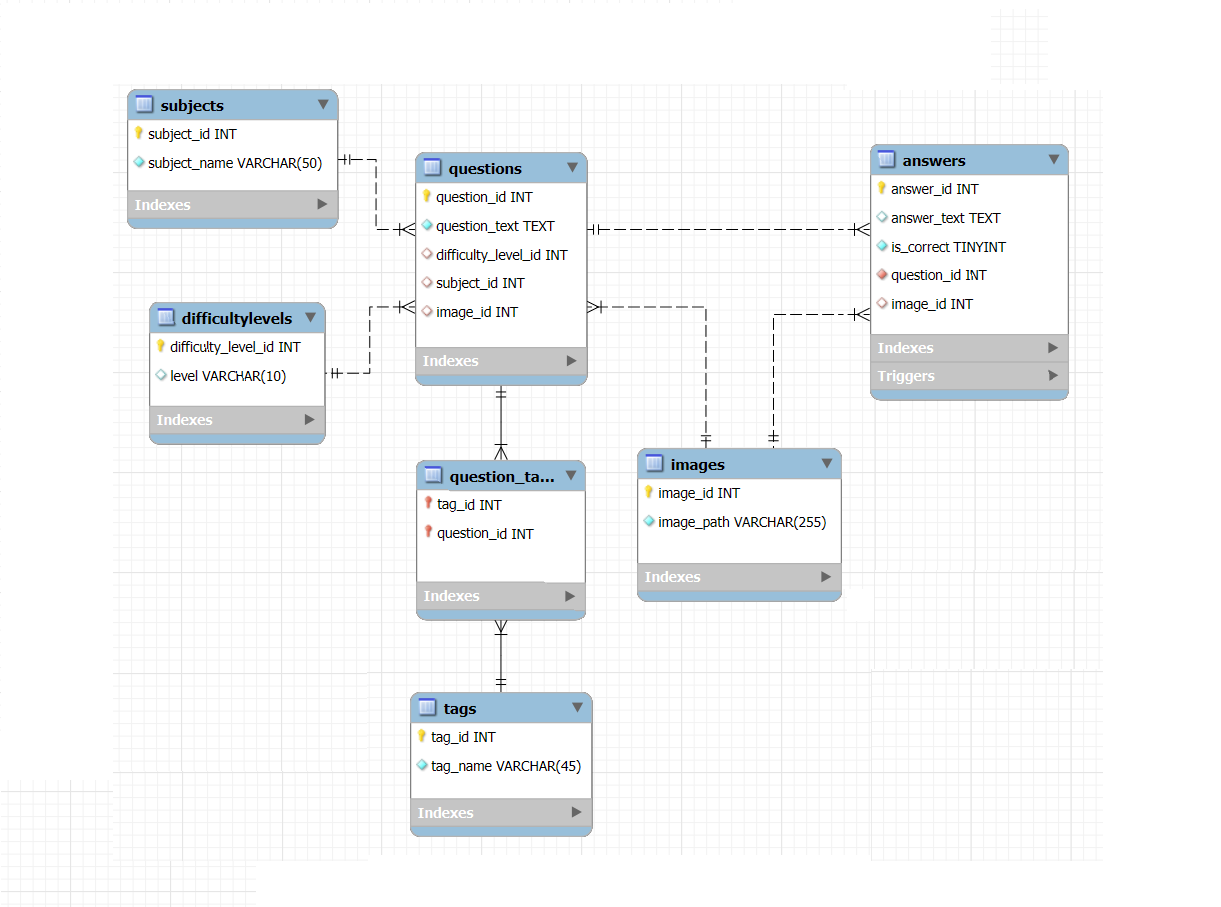 subjects
subject_id INT
subject_name VARCHAR(50)
Indexes
questions
question_id INT
question_text TEXT
difficulty_level_id INT
subject_id INT
image_id INT
Indexes
answers
answer_id INT
answer_text TEXT
is_correct TINYINT
question_id INT
image_id INT
Indexes
Triggers
difficultylevels
difficulty_level_id INT
level VARCHAR(10)
Indexes
question_ta...
tag_id INT
question_id INT
Indexes
images
image_id INT
image_path VARCHAR(255)
Indexes
tags
tag_id INT
tag_name VARCHAR(45)
Indexes